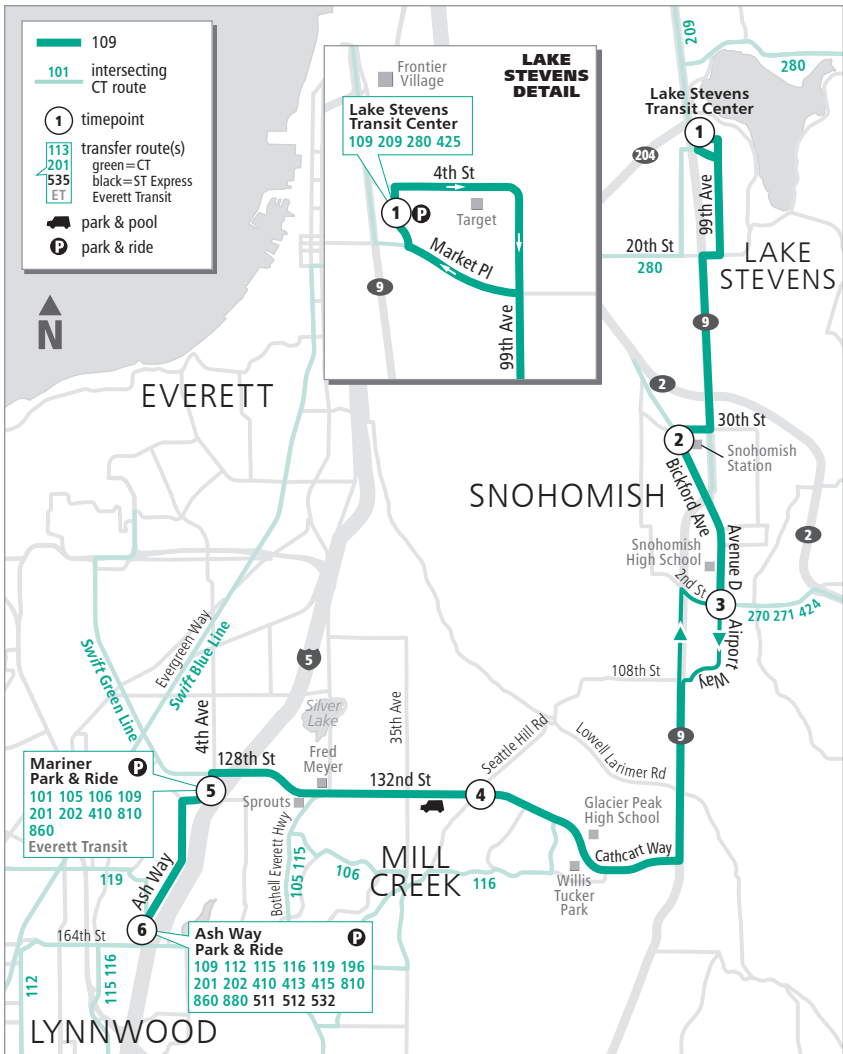 109
101 intersecting
CT route
1 timepoint
113 transfer route(s)
201 green=CT
535 black=ST Express
ET Everett Transit
park & pool
P park & ride
N
LAKE
STEVENS
DETAIL
Frontier
Village
Lake Stevens
Transit Center
109 209 280 425
4th St
1 P
Target
Market Pl
9
99th Ave
209
280
Lake Stevens
Transit Center
1
204
99th Ave
20th St
280
LAKE
STEVENS
9
2
EVERETT
30th St
2
Snohomish
Station
SNOHOMISH
Bickford Ave
Avenue D
2
Snohomish
High School
2nd St
3
270 271 424
Airport
Way
108th St
9
Evergreen Way
Swift Blue Line
Swift Green Line
5
4th Ave
Silver
Lake
35th Ave
Seattle Hill Rd
Lowell Larimer Rd
128th St
Fred
Meyer
132nd St
Sprouts
4
Mariner
Park & Ride P
101 105 106 109
201 202 410 810
860
Everett Transit
5
Glacier Peak
High School
Cathcart Way
Willis
Tucker
Park
Bothell Everett Hwy
105 115
106
MILL
CREEK
116
119
Ash Way
164th St
6
112
115 116
Ash Way
Park & Ride P
109 112 115 116 119 196
201 202 410 413 415 810
860 880 511 512 532
LYNNWOOD